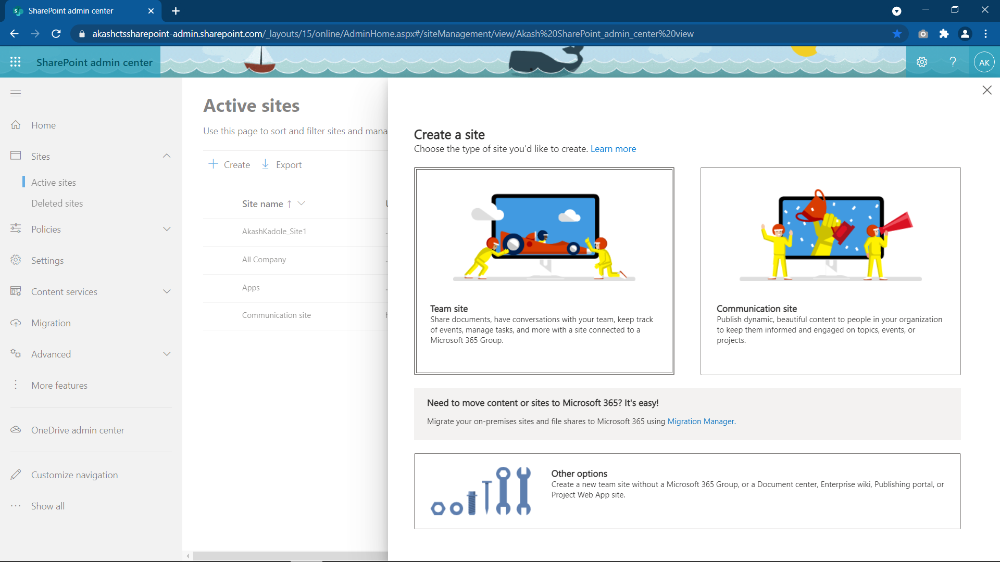 SharePoint admin center
akashctssharepoint-admin.sharepoint.com/_layouts/15/online/AdminHome.aspx#/siteManagement/view/Akash%20SharePoint_admin_center%20view
SharePoint admin center
AK
Home
Sites
Active sites
Deleted sites
Policies
Settings
Content services
Migration
Advanced
More features
OneDrive admin center
Customize navigation
Show all
Active sites
Use this page to sort and filter sites and mana
Create
Export
Site name
AkashKadole_Site1
All Company
Apps
Communication site
Create a site
Choose the type of site you'd like to create. Learn more
Team site
Share documents, have conversations with your team, keep track
of events, manage tasks, and more with a site connected to a
Microsoft 365 Group.
Communication site
Publish dynamic, beautiful content to people in your organization
to keep them informed and engaged on topics, events, or
projects.
Need to move content or sites to Microsoft 365? It's easy!
Migrate your on-premises sites and file shares to Microsoft 365 using Migration Manager.
Other options
Create a new team site without a Microsoft 365 Group, or a Document center, Enterprise wiki, Publishing portal, or
Project Web App site.